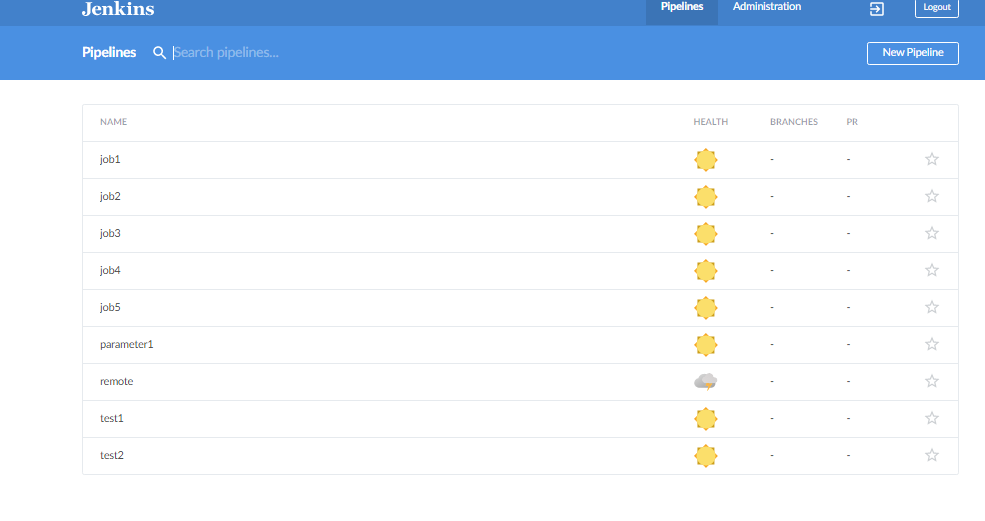 Jenkins Pipelines Administration Logout
Pipelines Search pipelines... New Pipeline
NAME HEALTH BRANCHES PR
job1 - -
job2 - -
job3 - -
job4 - -
job5 - -
parameter1 - -
remote - -
test1 - -
test2 - -